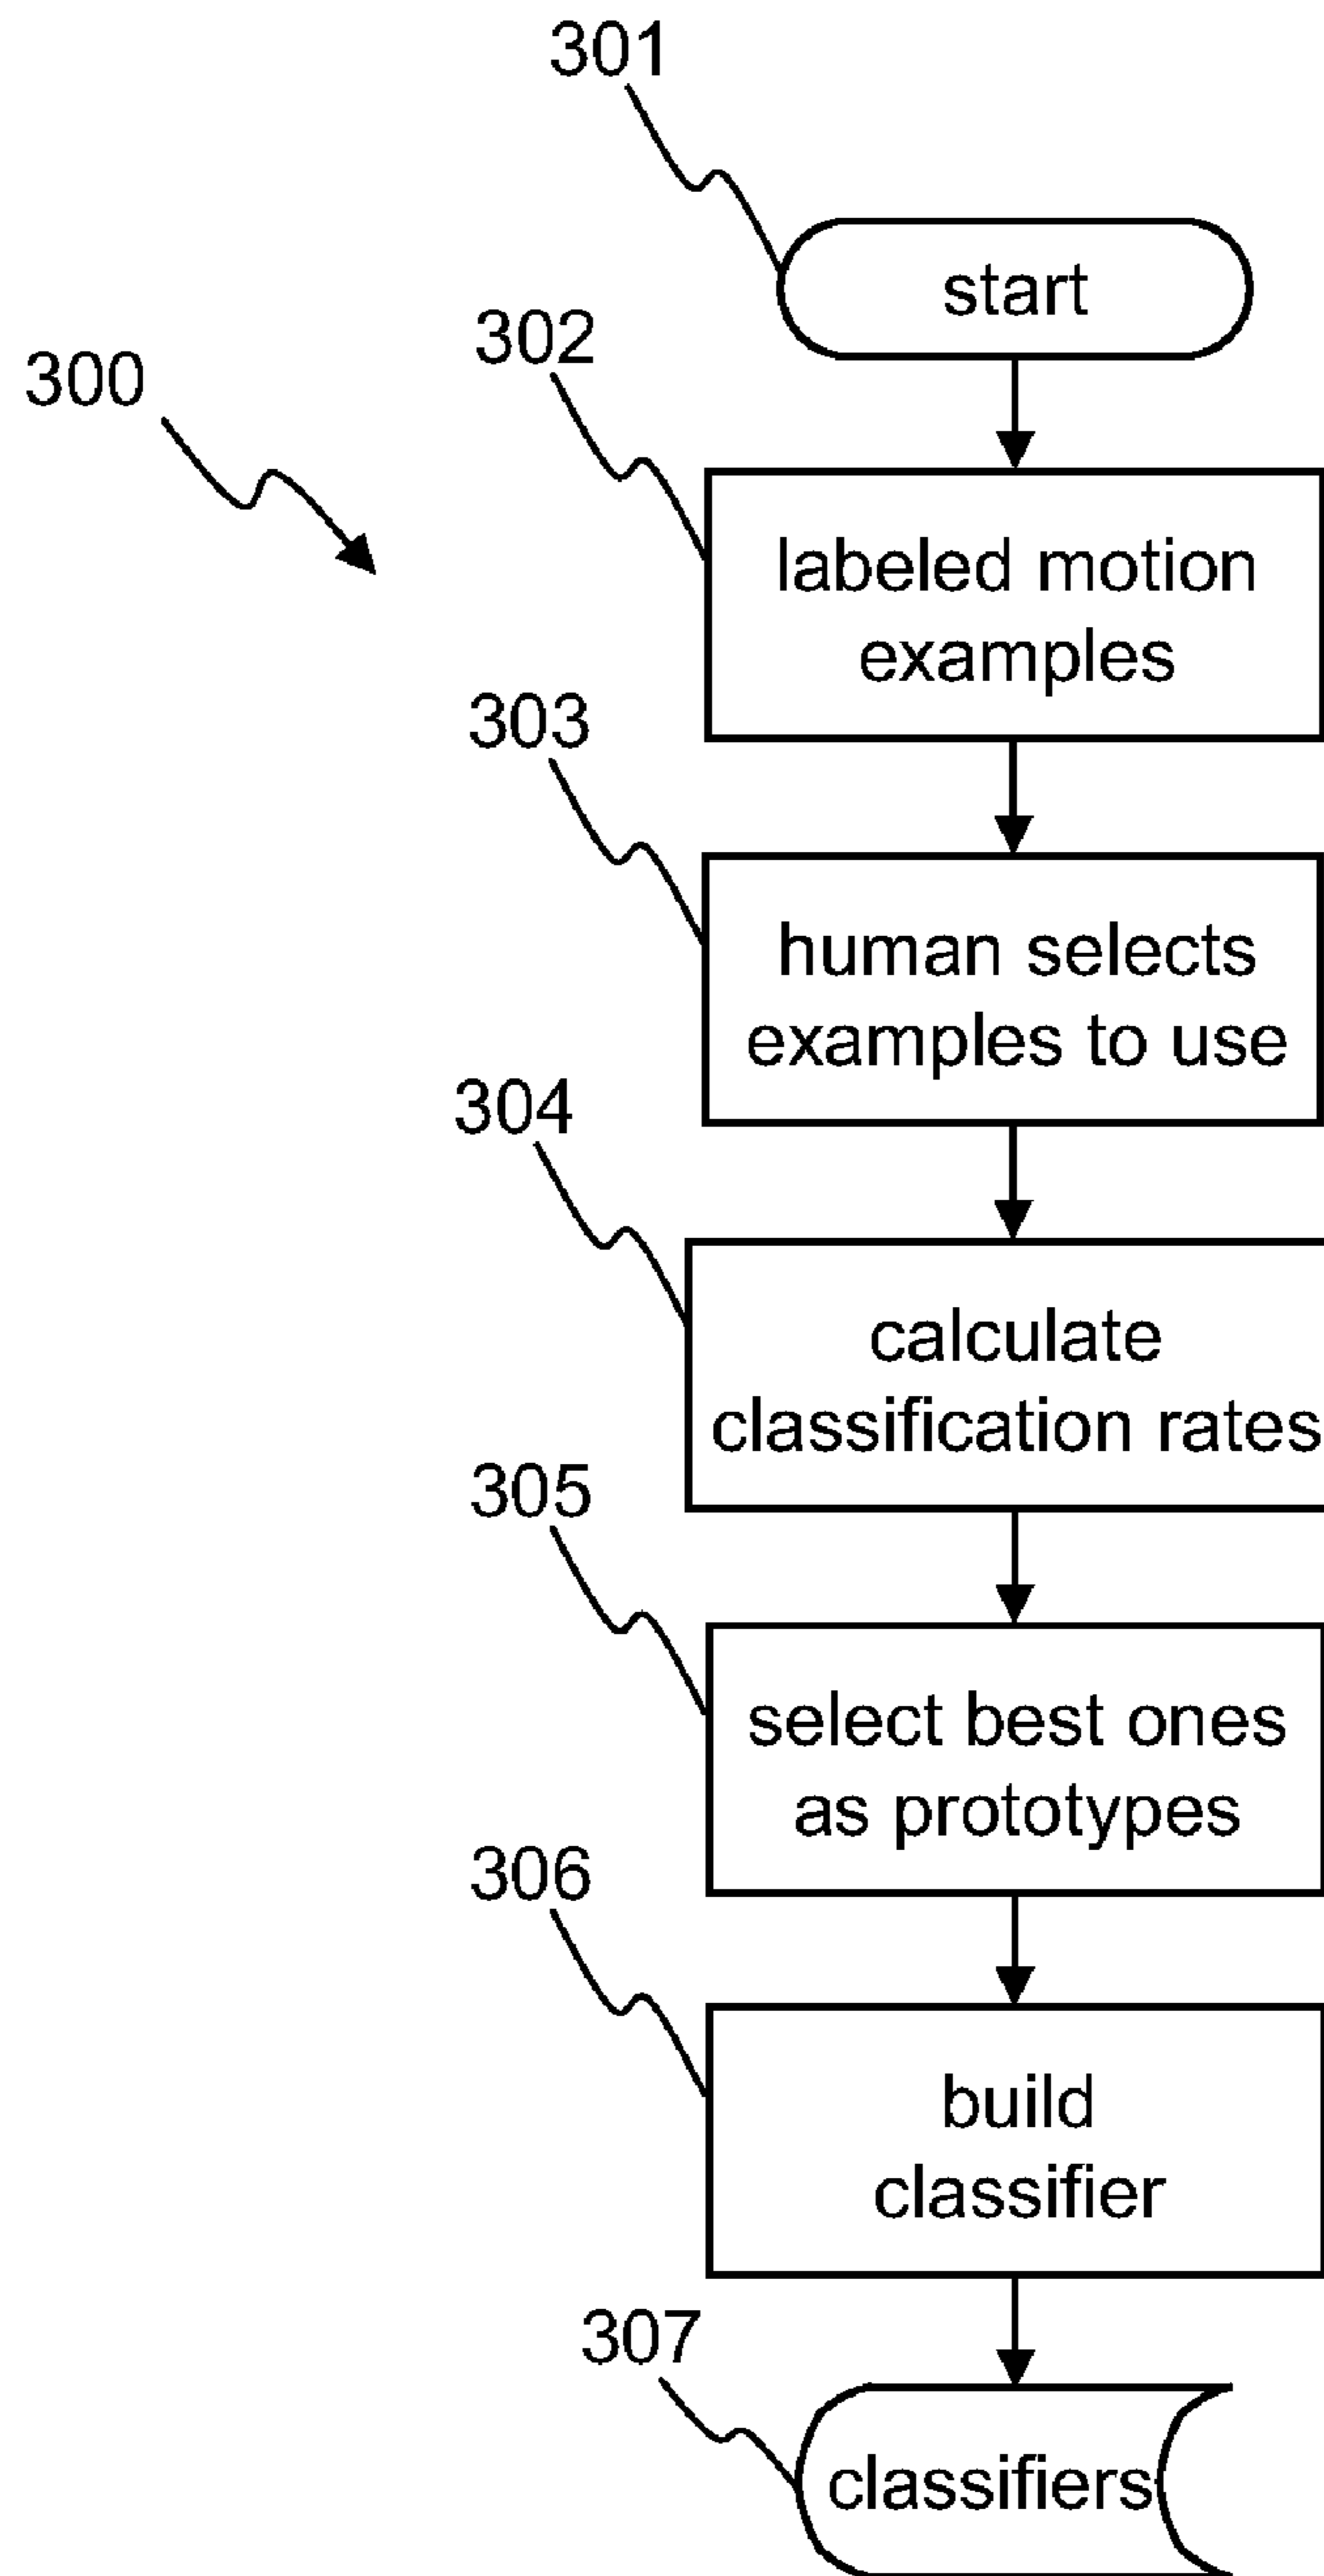 301
start
302
300
labeled motion
examples
303
human selects
examples to use
304
calculate
classification rates
305
select best ones
as prototypes
306
build
classifier
307
classifiers